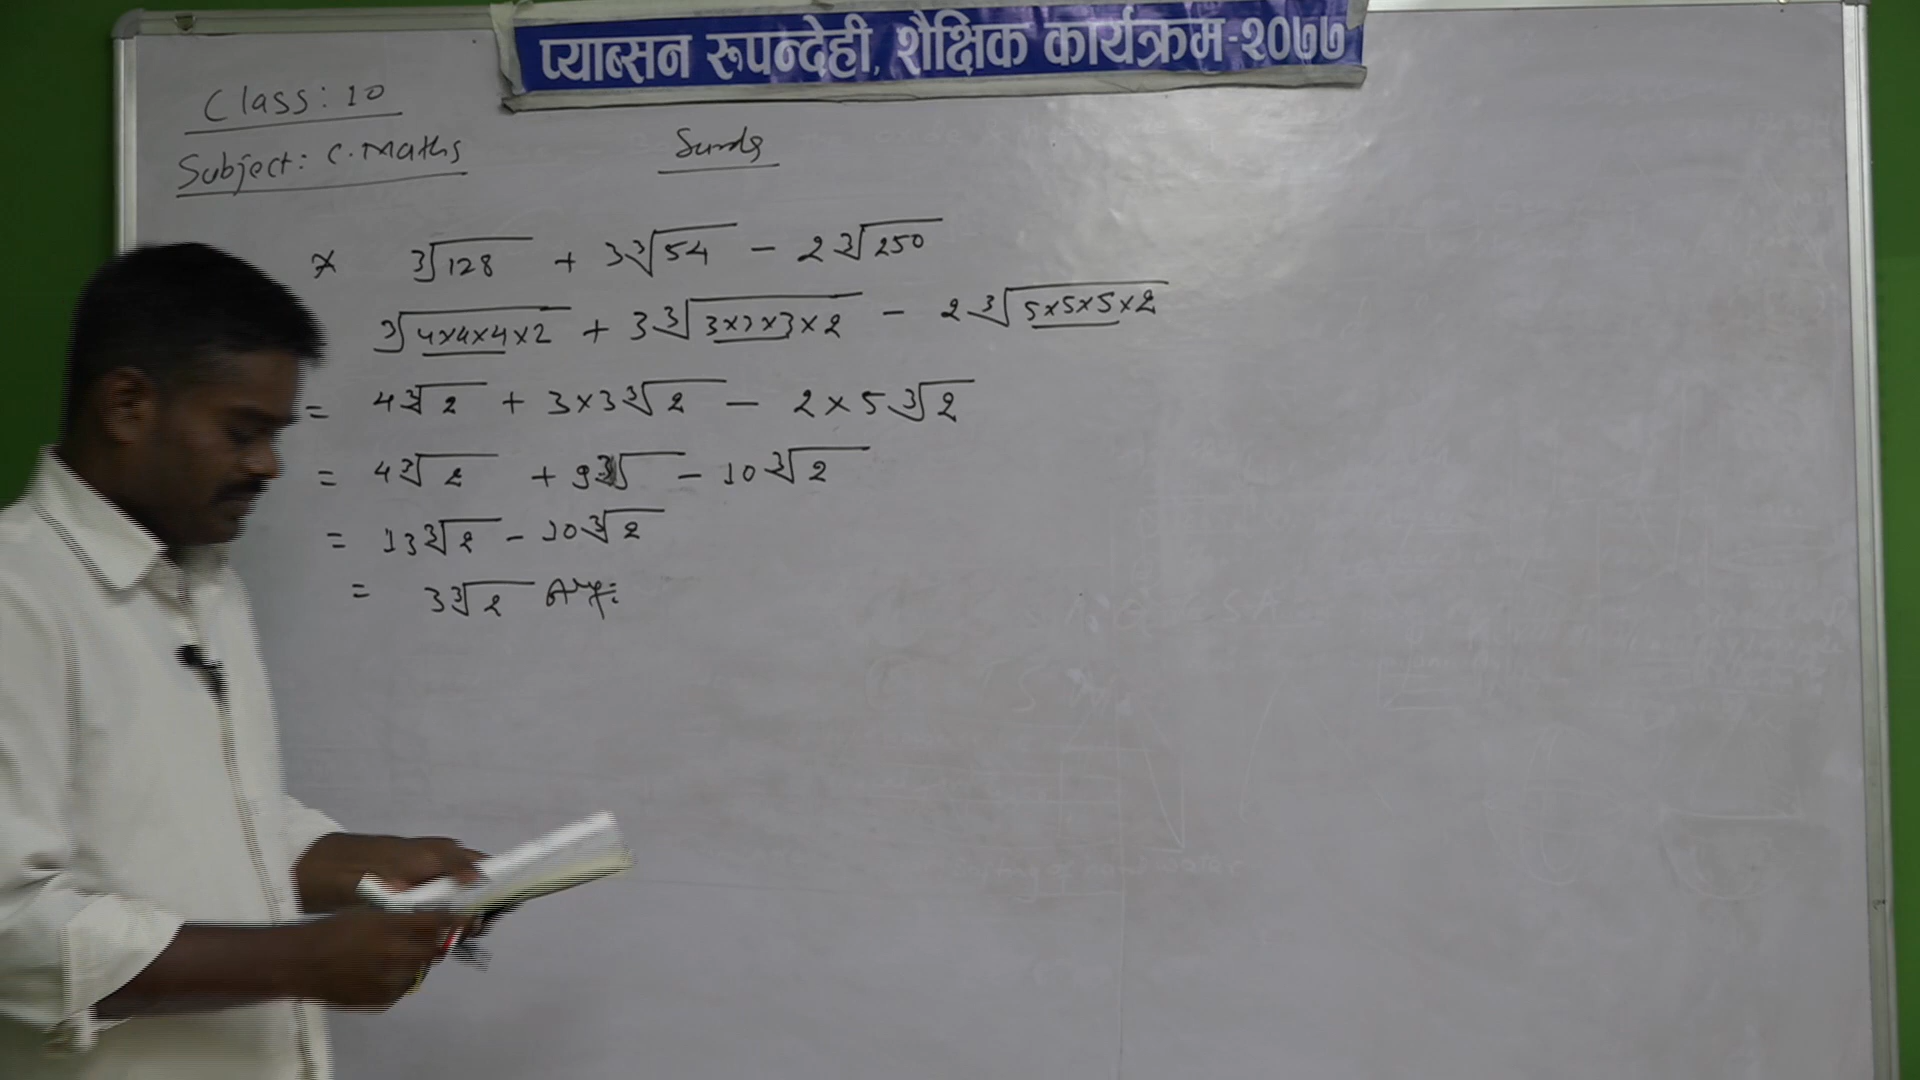 प्याब्सन रूपन्देही, शैक्षिक कार्यक्रम-२०७७
Class: 10
Subject: C. Maths
Surds
* ∛128 + 3∛54 − 2∛250
∛4×4×4×2 + 3∛3×3×3×2 − 2∛5×5×5×2
= 4∛2 + 3×3∛2 − 2×5∛2
= 4∛2 + 9∛ − 10∛2
= 13∛2 − 10∛2
= 3∛2 Ans: